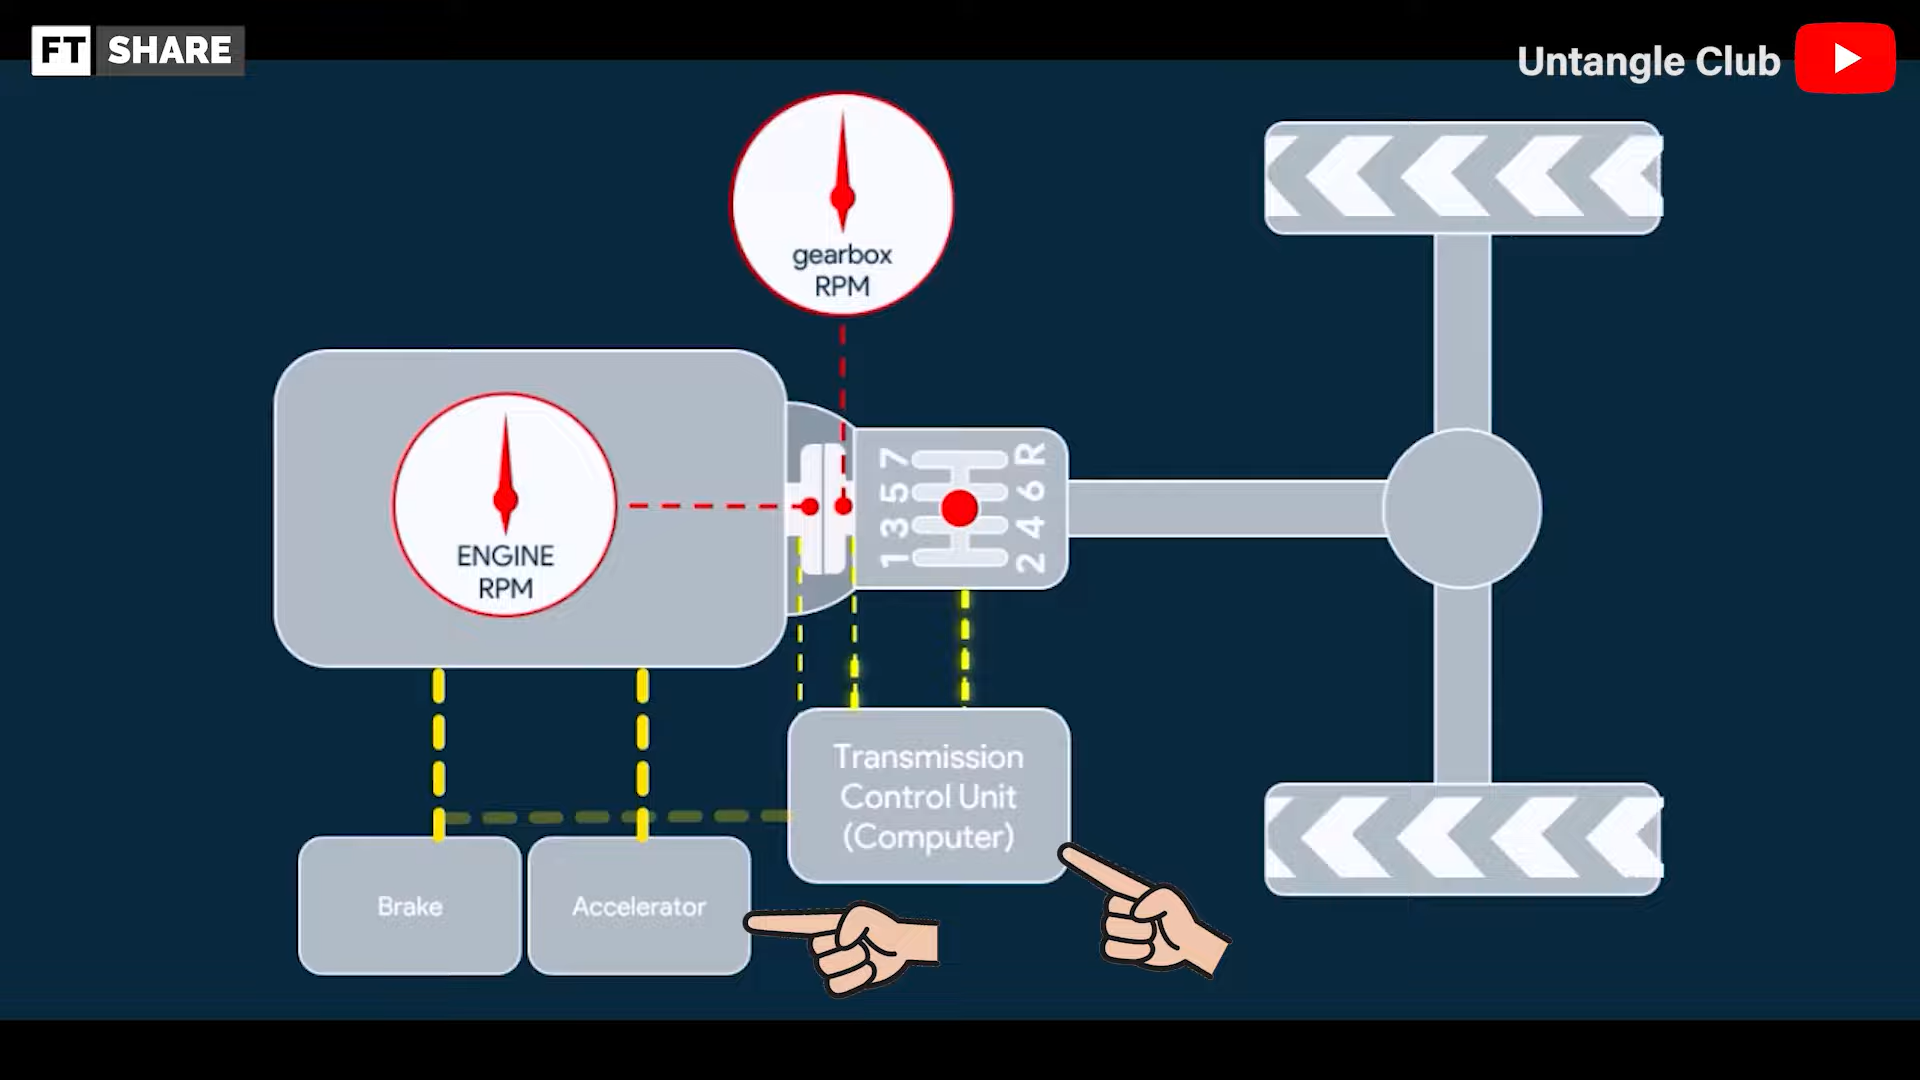 FT SHARE
Untangle Club
gearbox
RPM
ENGINE
RPM
7 R
5 6
3 4
1 2
Transmission
Control Unit
(Computer)
Brake
Accelerator